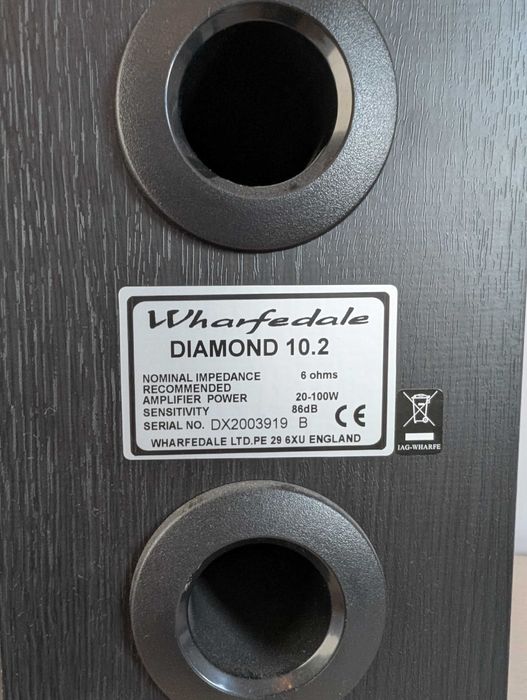 Wharfedale
DIAMOND 10.2
NOMINAL IMPEDANCE 6 ohms
RECOMMENDED
AMPLIFIER POWER 20-100W
SENSITIVITY 86dB
SERIAL NO. DX2003919 B CE
WHARFEDALE LTD.PE 29 6XU ENGLAND
IAG-WHARFE